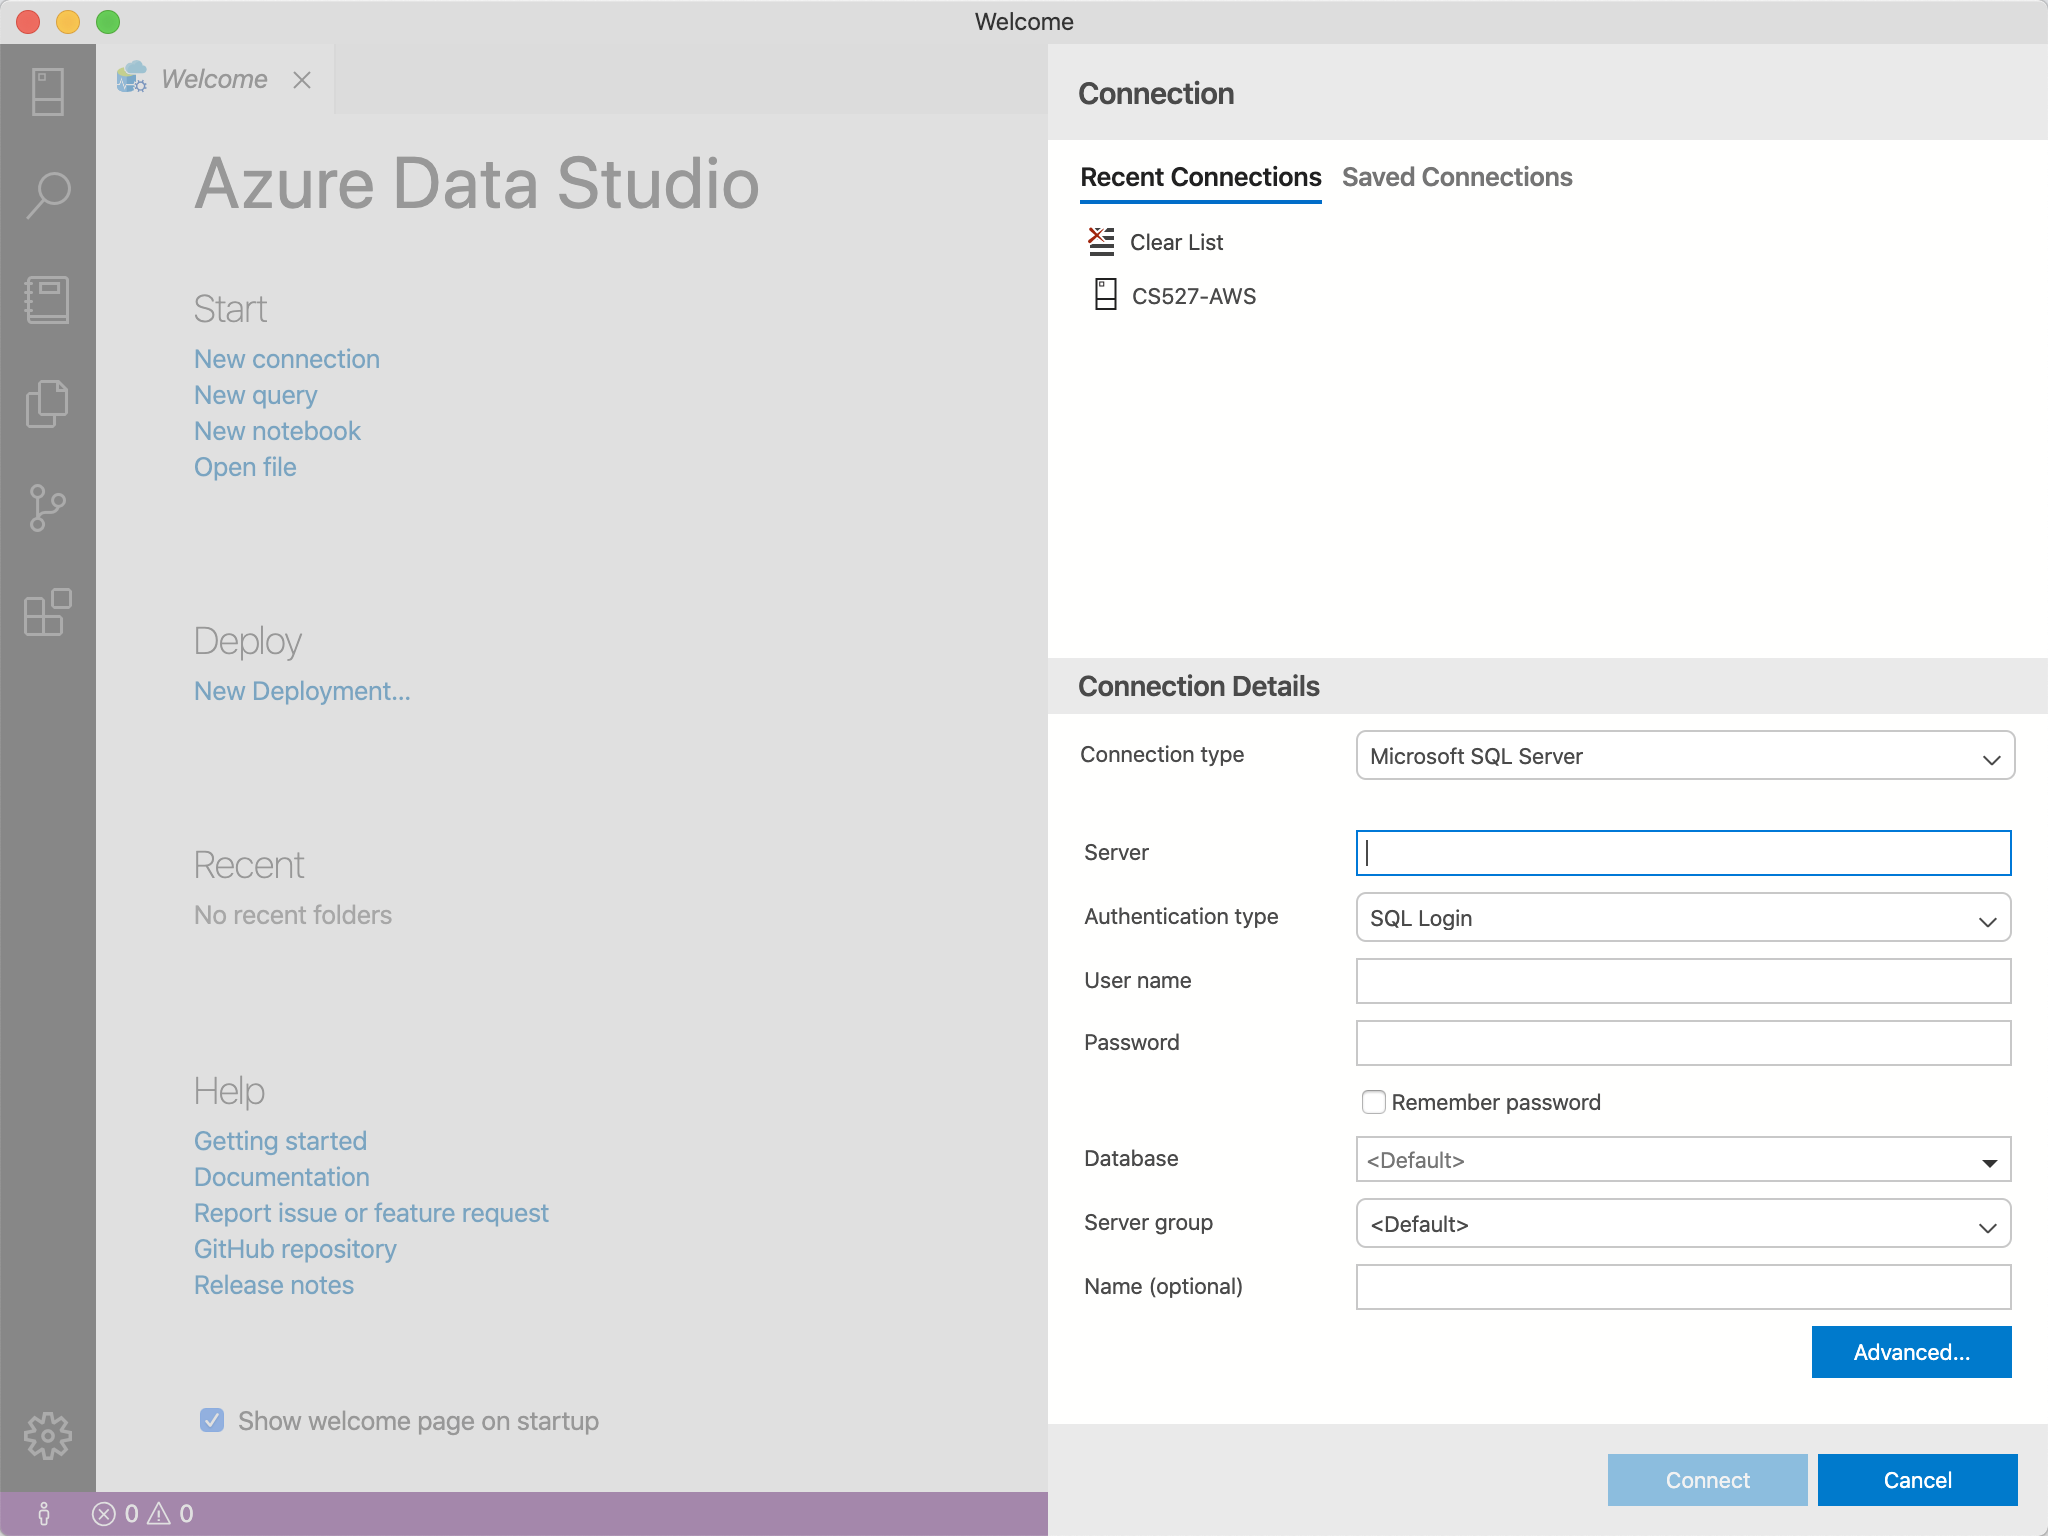 Welcome
Welcome
Azure Data Studio
Start
New connection
New query
New notebook
Open file
Deploy
New Deployment...
Recent
No recent folders
Help
Getting started
Documentation
Report issue or feature request
GitHub repository
Release notes
Show welcome page on startup
0 0
Connection
Recent Connections Saved Connections
Clear List
CS527-AWS
Connection Details
Connection type Microsoft SQL Server
Server
Authentication type SQL Login
User name
Password
Remember password
Database <Default>
Server group <Default>
Name (optional)
Advanced...
Connect Cancel